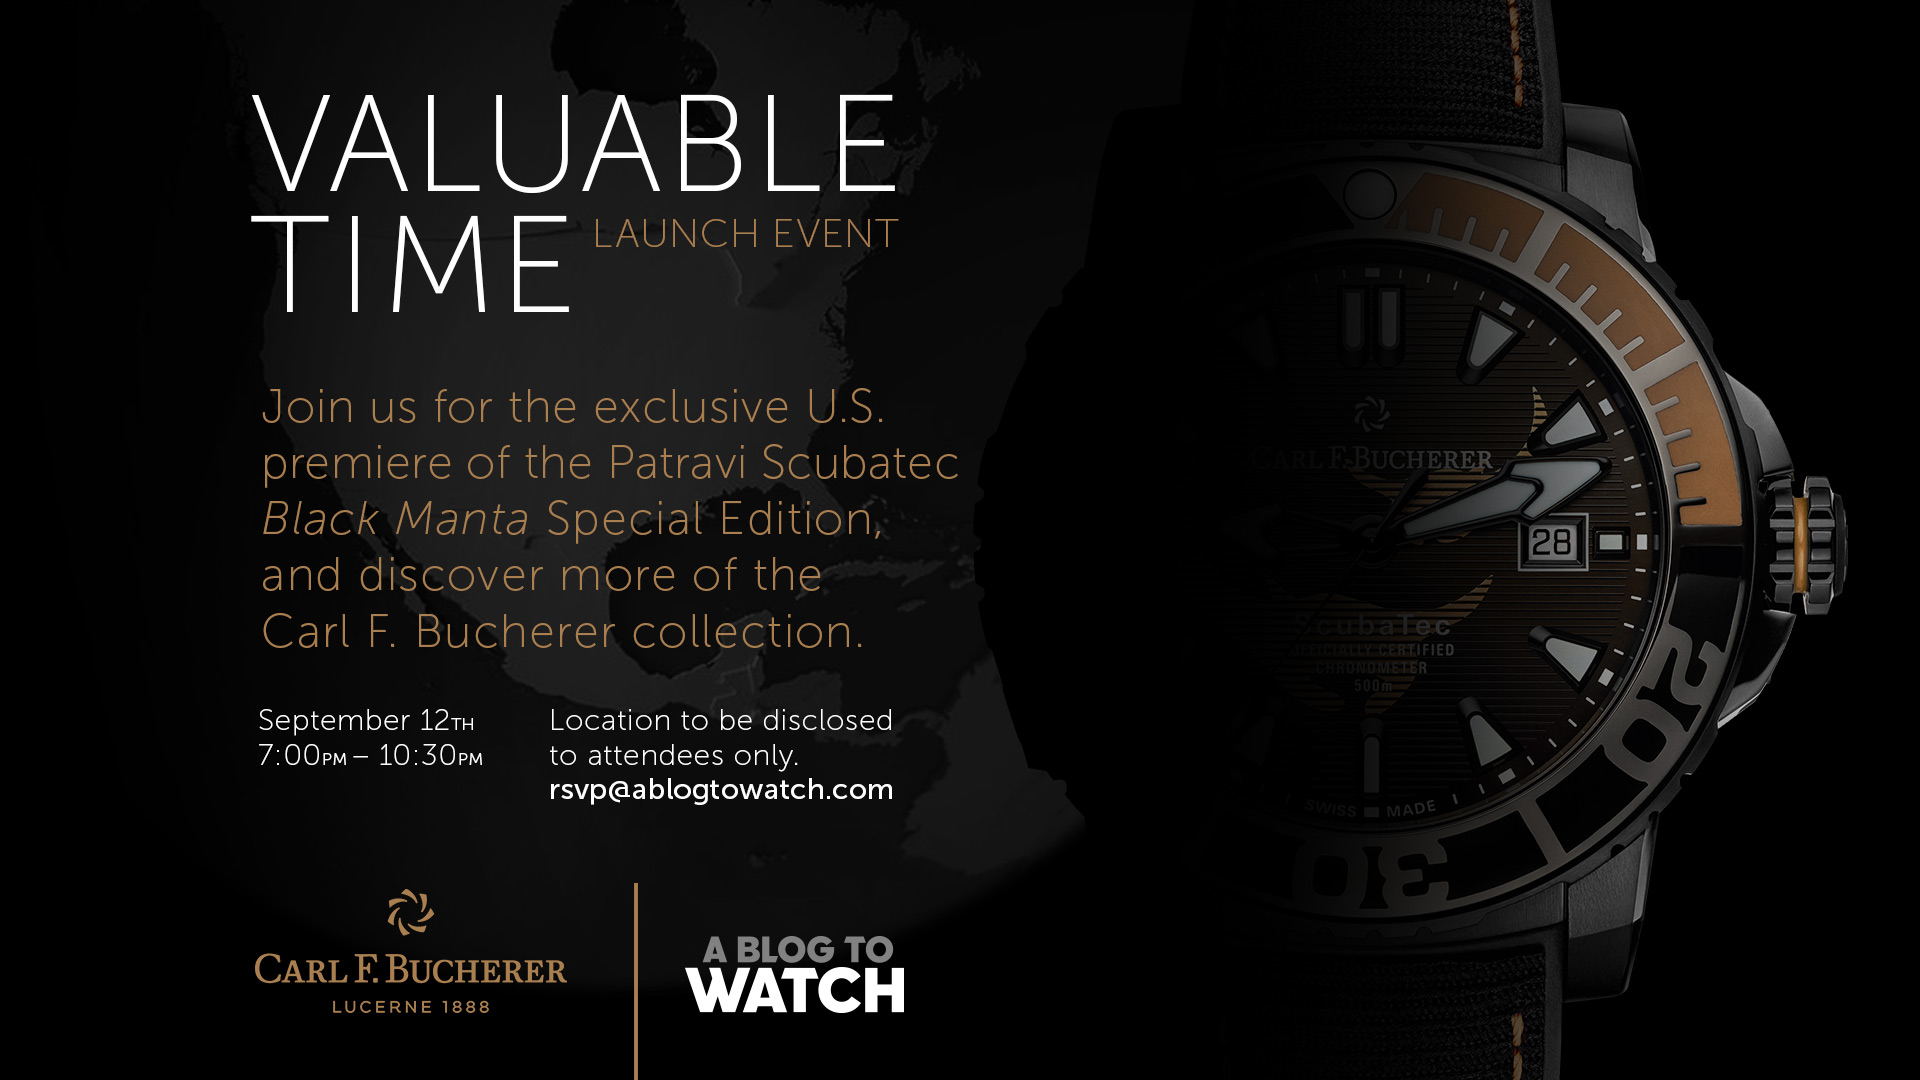 VALUABLE
TIME LAUNCH EVENT
Join us for the exclusive U.S.
premiere of the Patravi Scubatec
Black Manta Special Edition,
and discover more of the
Carl F. Bucherer collection.
September 12TH
7:00PM – 10:30PM
Location to be disclosed
to attendees only.
rsvp@ablogtowatch.com
CARL F. BUCHERER
LUCERNE 1888
A BLOG TO
WATCH
CARL F. BUCHERER
28
ScubaTec
OFFICIALLY CERTIFIED
CHRONOMETER
500m
SWISS MADE
20
30